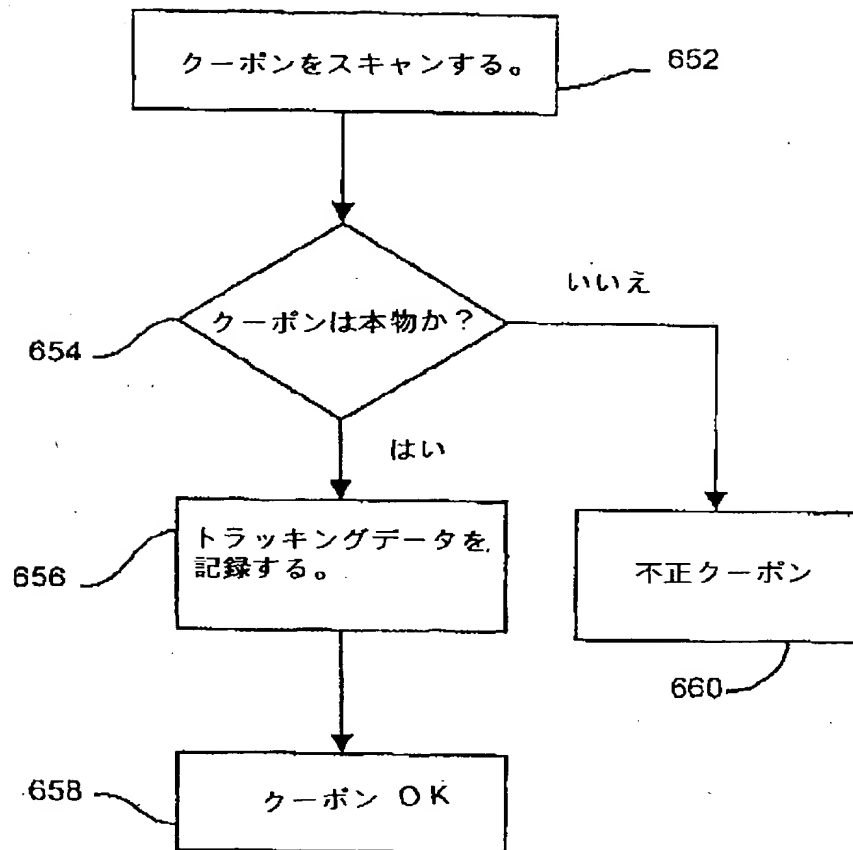 クーポンをスキャンする。
652
クーポンは本物か？
654
いいえ
はい
トラッキングデータを
記録する。
656
不正クーポン
660
クーポン OK
658